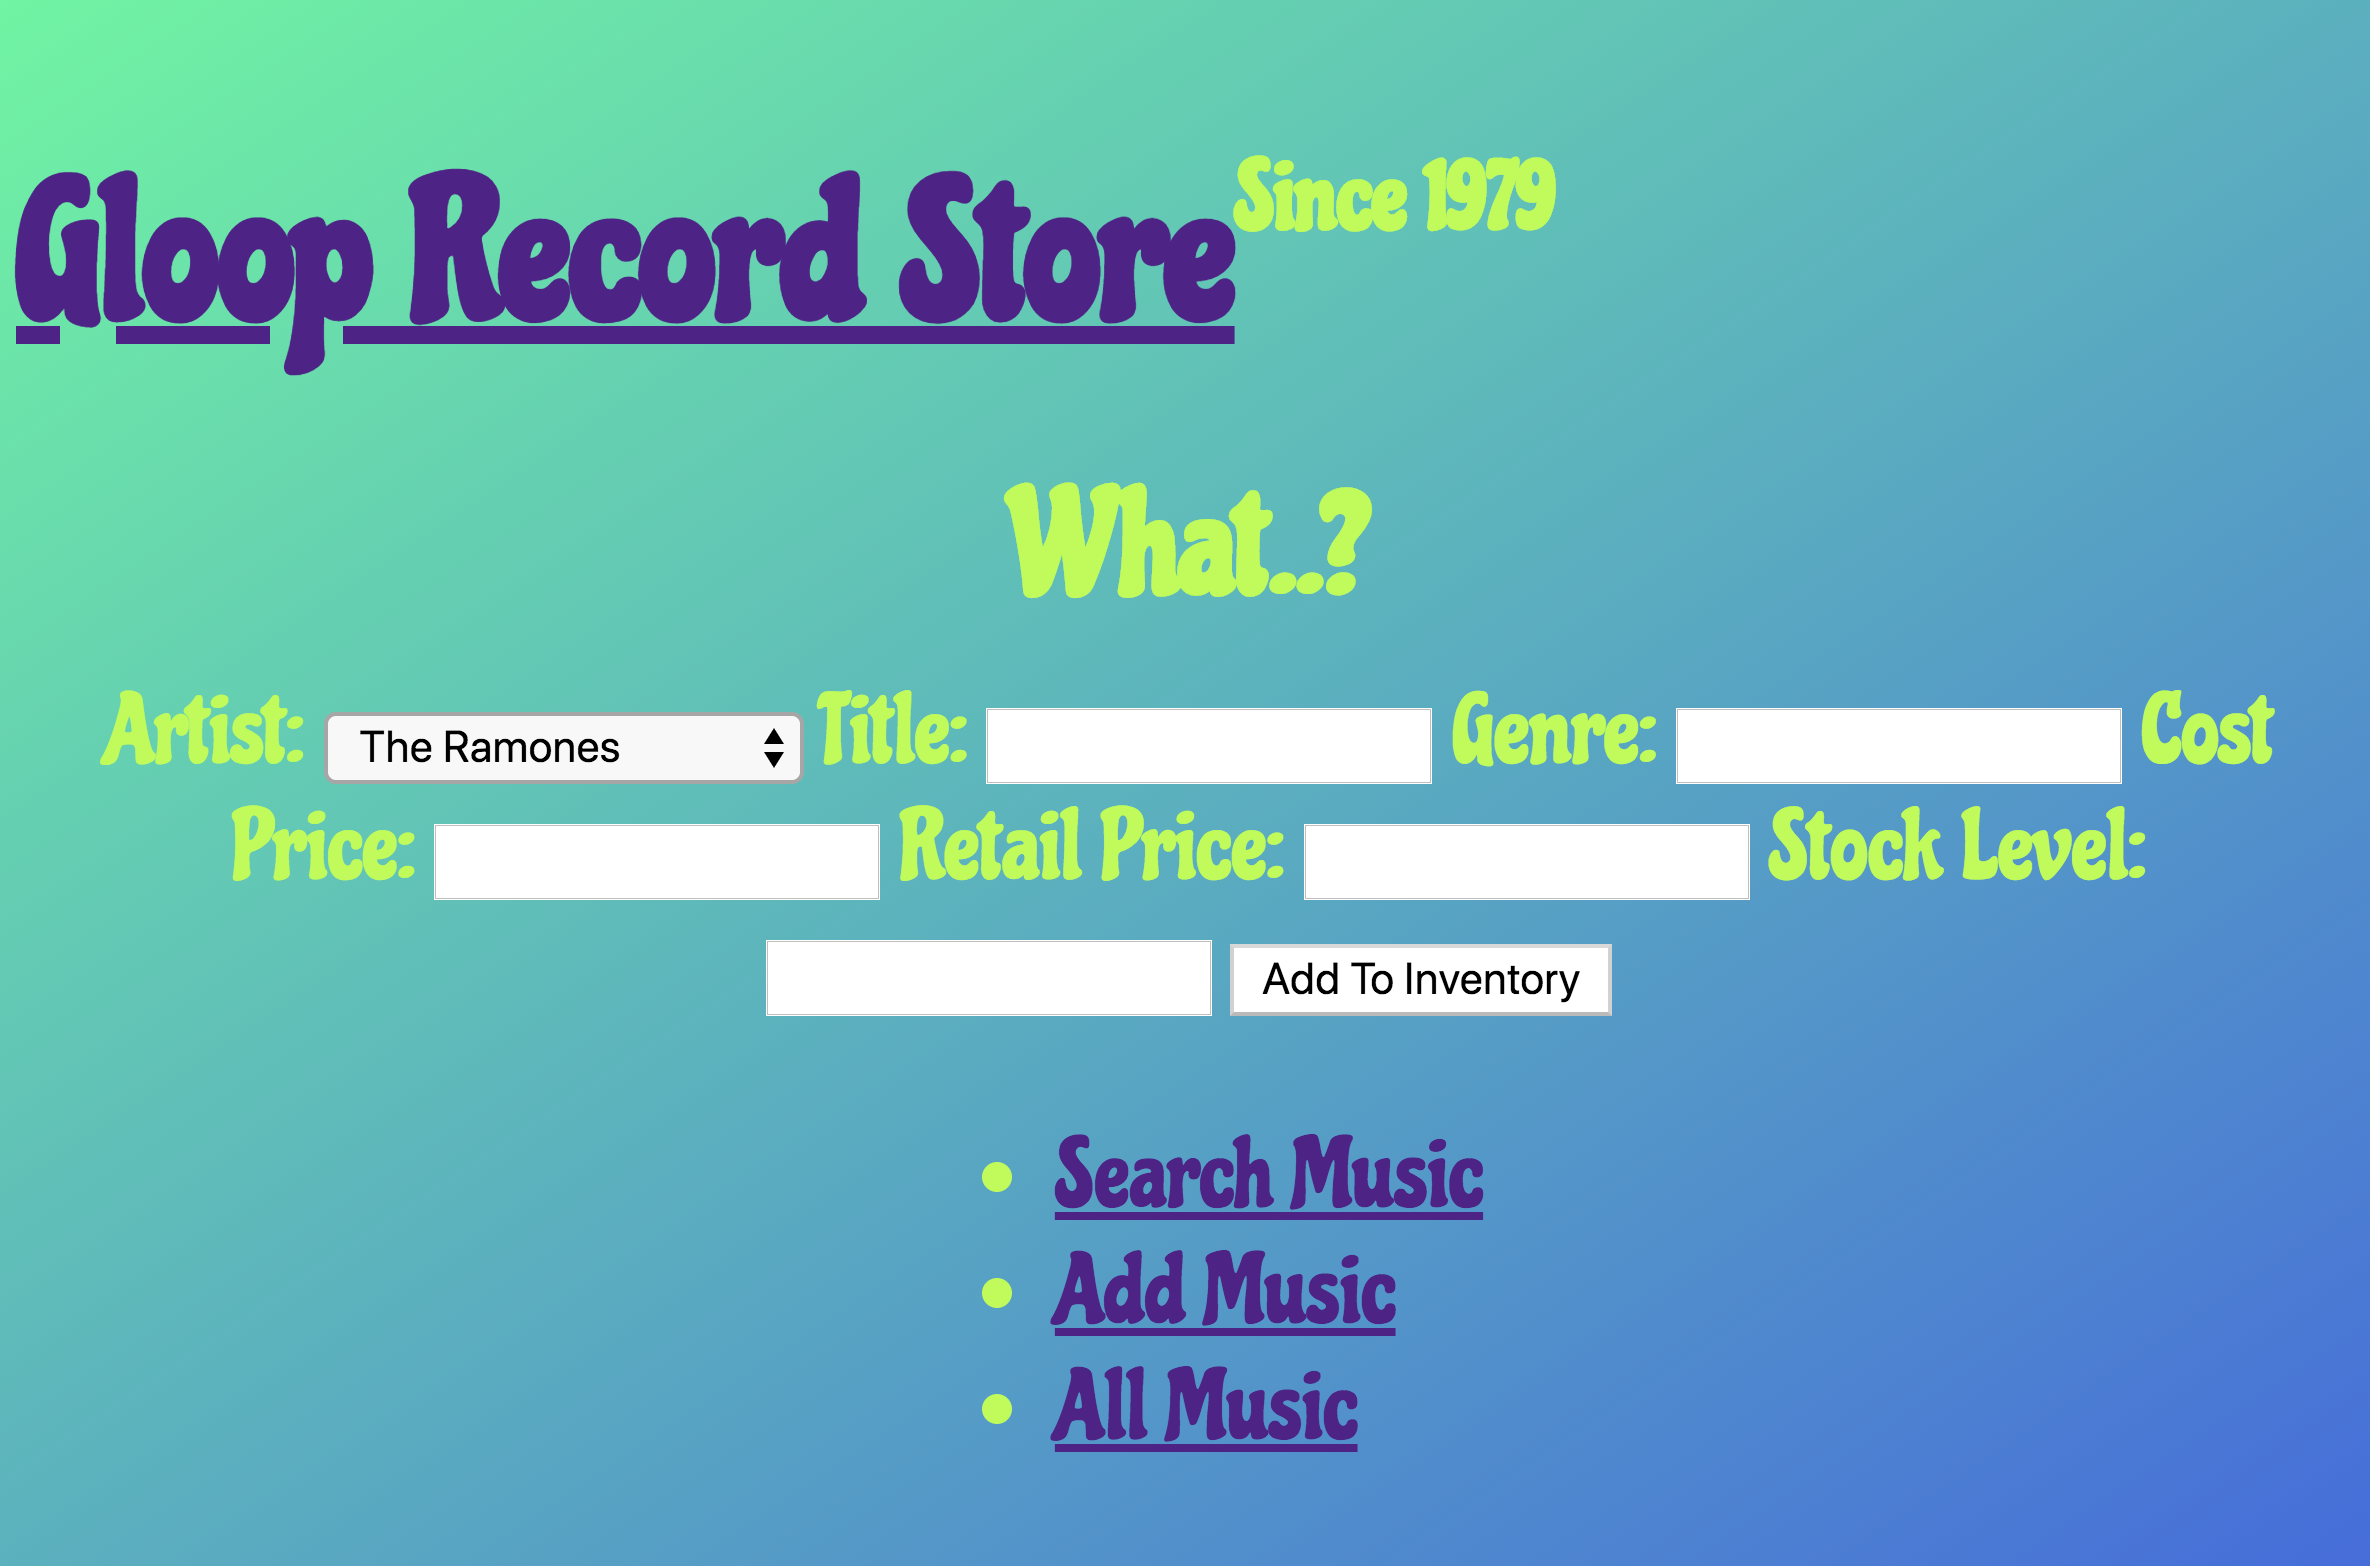 Gloop Record Store Since 1979
What..?
Artist: The Ramones Title: Genre: Cost
Price: Retail Price: Stock Level:
Add To Inventory
Search Music
Add Music
All Music